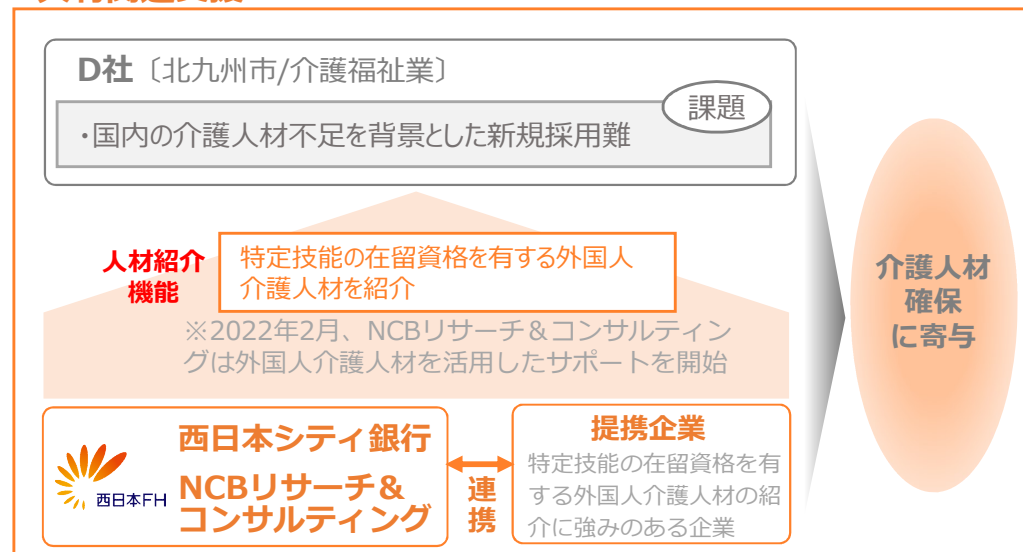 D社〔北九州市/介護福祉業〕
課題
・国内の介護人材不足を背景とした新規採用難
人材紹介
機能
特定技能の在留資格を有する外国人
介護人材を紹介
※2022年2月、NCBリサーチ＆コンサルティン
グは外国人介護人材を活用したサポートを開始
介護人材
確保
に寄与
西日本FH
西日本シティ銀行
NCBリサーチ＆
コンサルティング
連
携
提携企業
特定技能の在留資格を有
する外国人介護人材の紹
介に強みのある企業